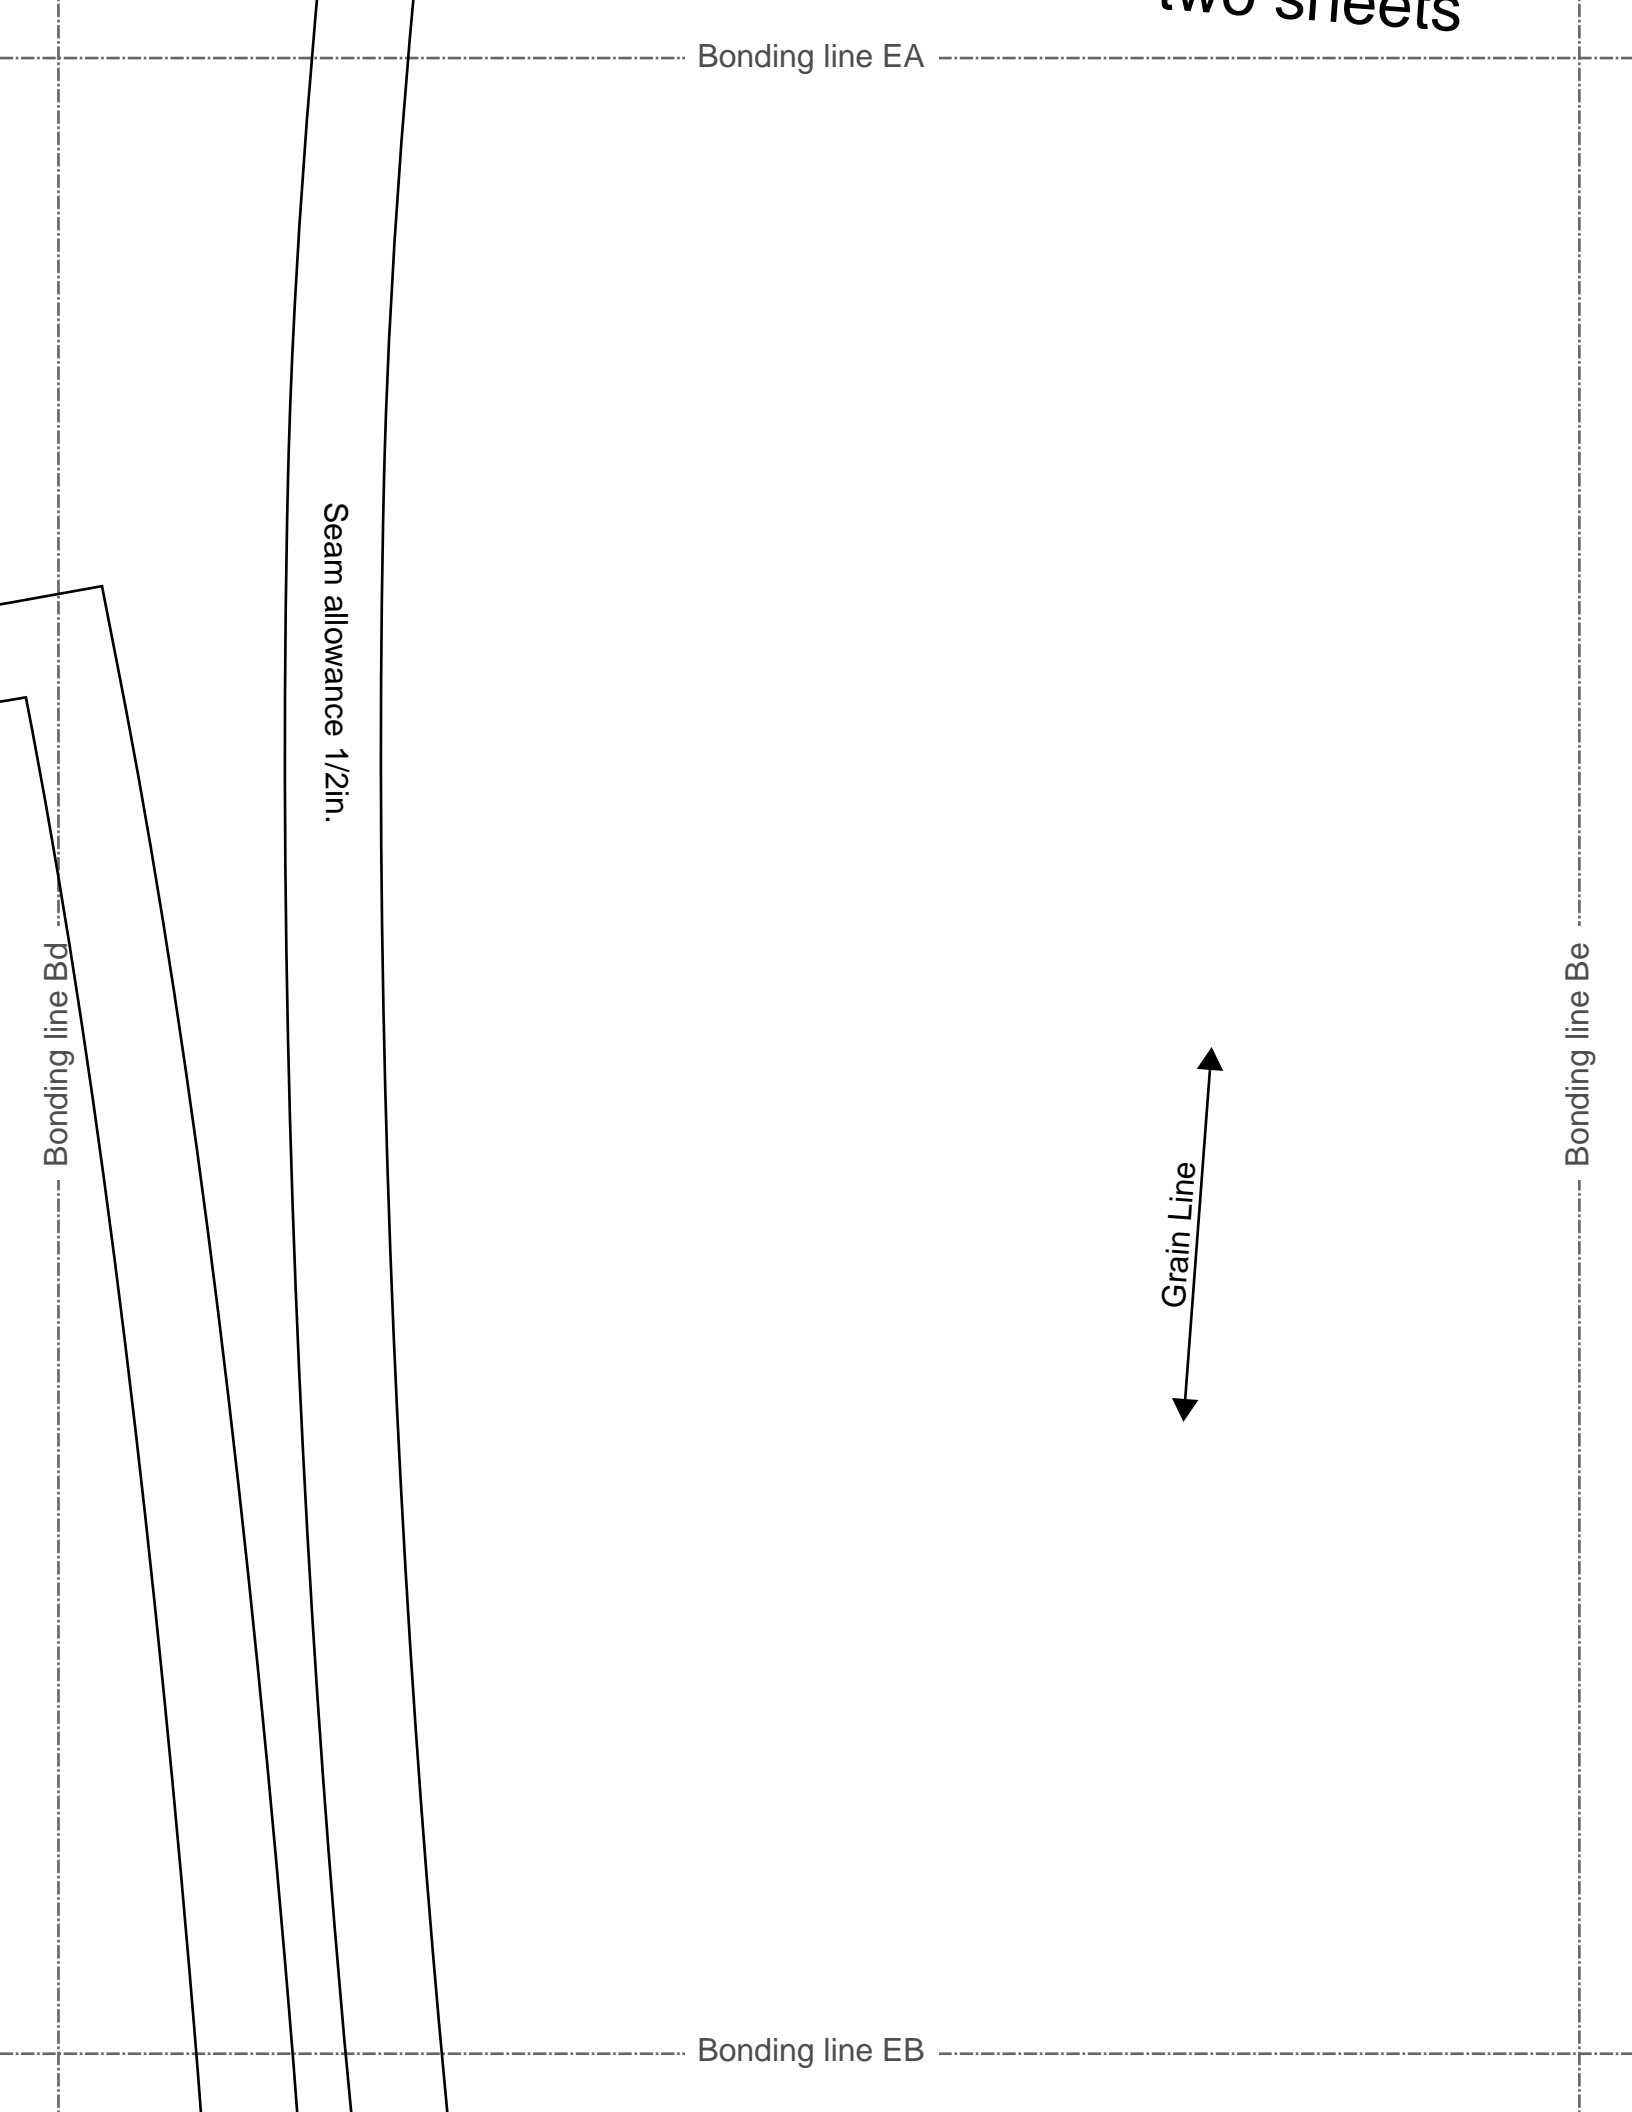 two sheets
Bonding line EA
Seam allowance 1/2in.
Bonding line Bd
Bonding line Be
Grain Line
Bonding line EB